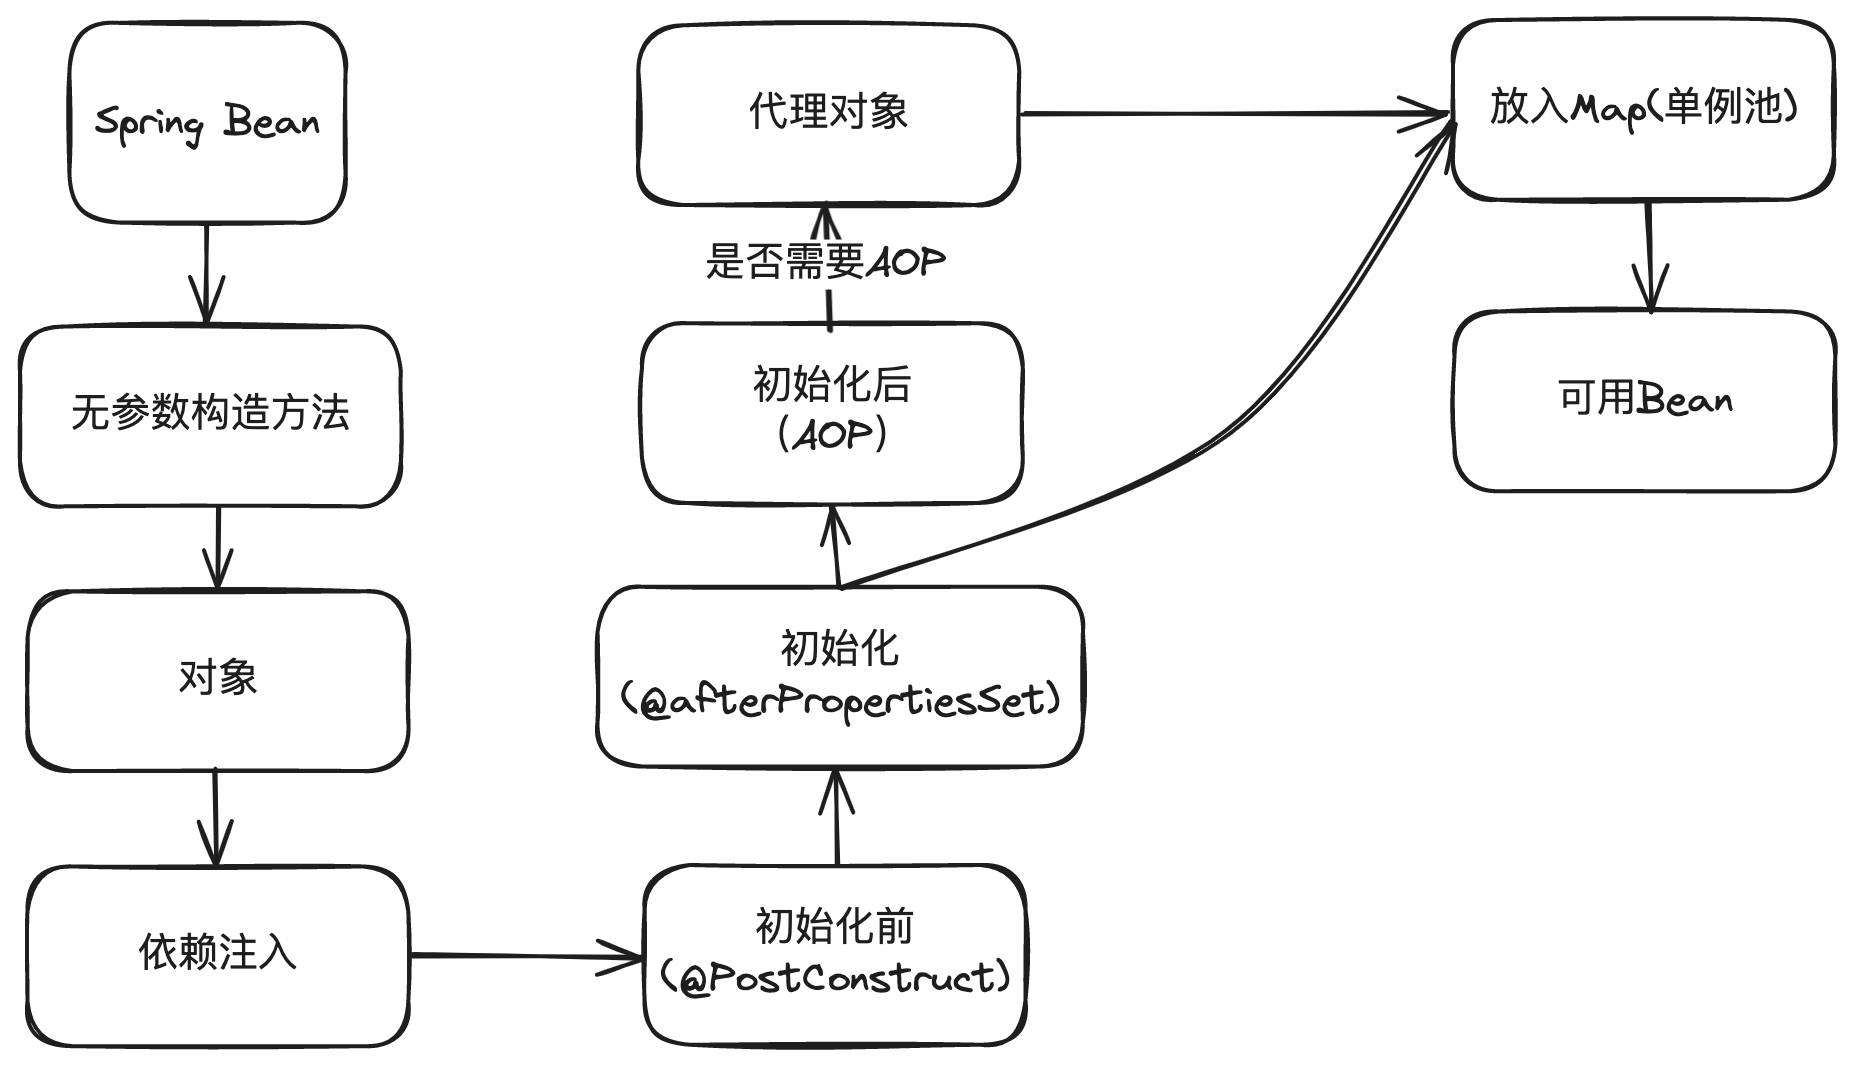 Spring Bean
无参数构造方法
对象
依赖注入
初始化前
(@PostConstruct)
初始化
(@afterPropertiesSet)
初始化后
(AOP)
是否需要AOP
代理对象
放入Map(单例池)
可用Bean